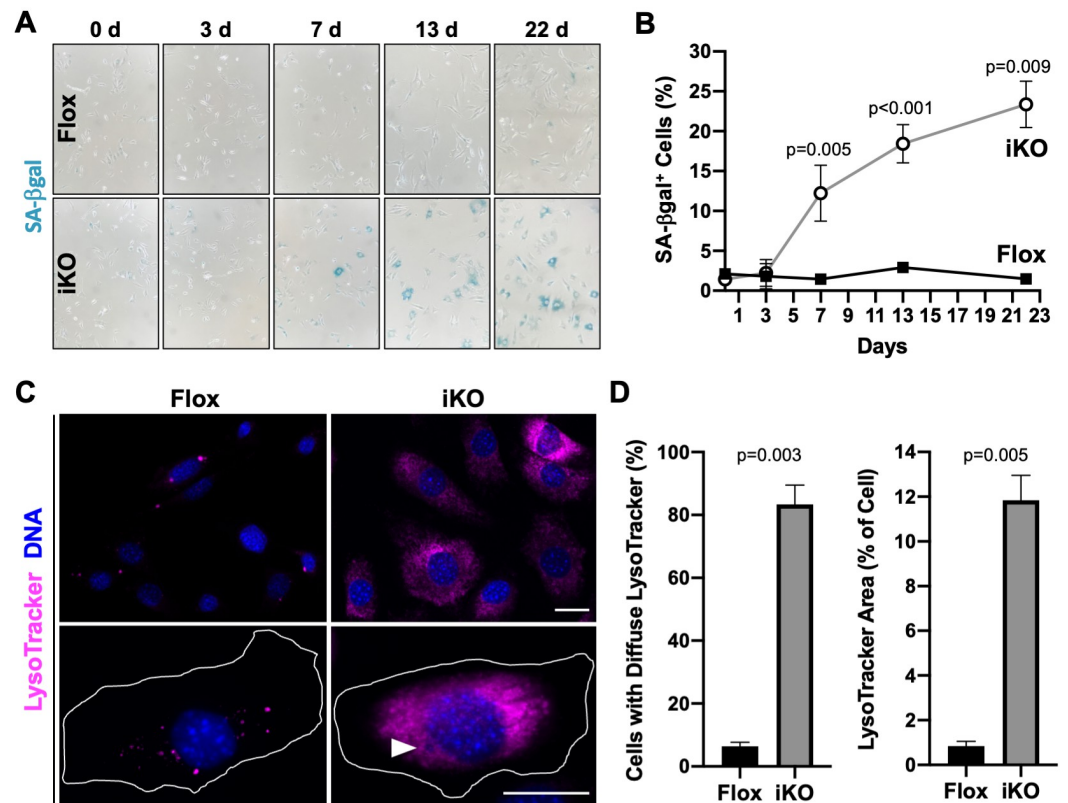 A
0 d 3 d 7 d 13 d 22 d
Flox
iKO
SA-βgal
B
SA-βgal⁺ Cells (%)
30
25
20
15
10
5
0
p=0.005
p<0.001
p=0.009
iKO
Flox
1 3 5 7 9 11 13 15 17 19 21 23
Days
C
Flox iKO
LysoTracker DNA
D
Cells with Diffuse LysoTracker (%)
100
80
60
40
20
0
p=0.003
Flox iKO
LysoTracker Area (% of Cell)
14
12
10
8
6
4
2
0
p=0.005
Flox iKO